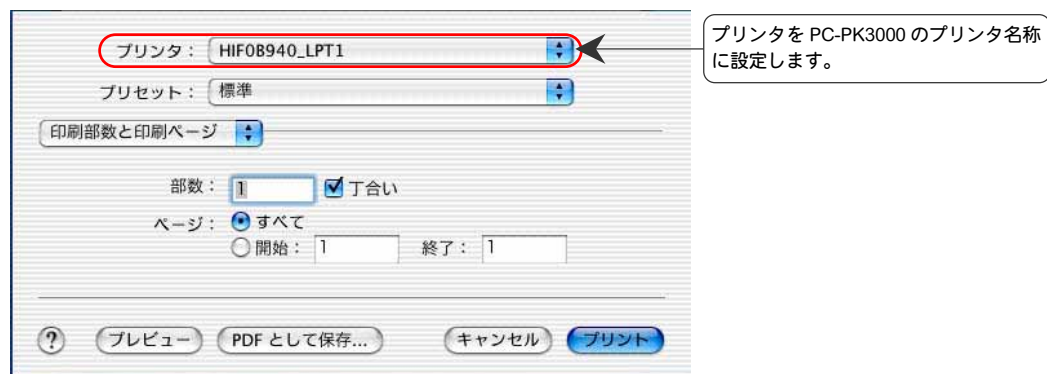 プリンタ： HIF0B940_LPT1
プリンタを PC-PK3000 のプリンタ名称
に設定します。
プリセット： 標準
印刷部数と印刷ページ
部数： 1 丁合い
ページ： すべて
開始： 1 終了： 1
? プレビュー PDF として保存... キャンセル プリント